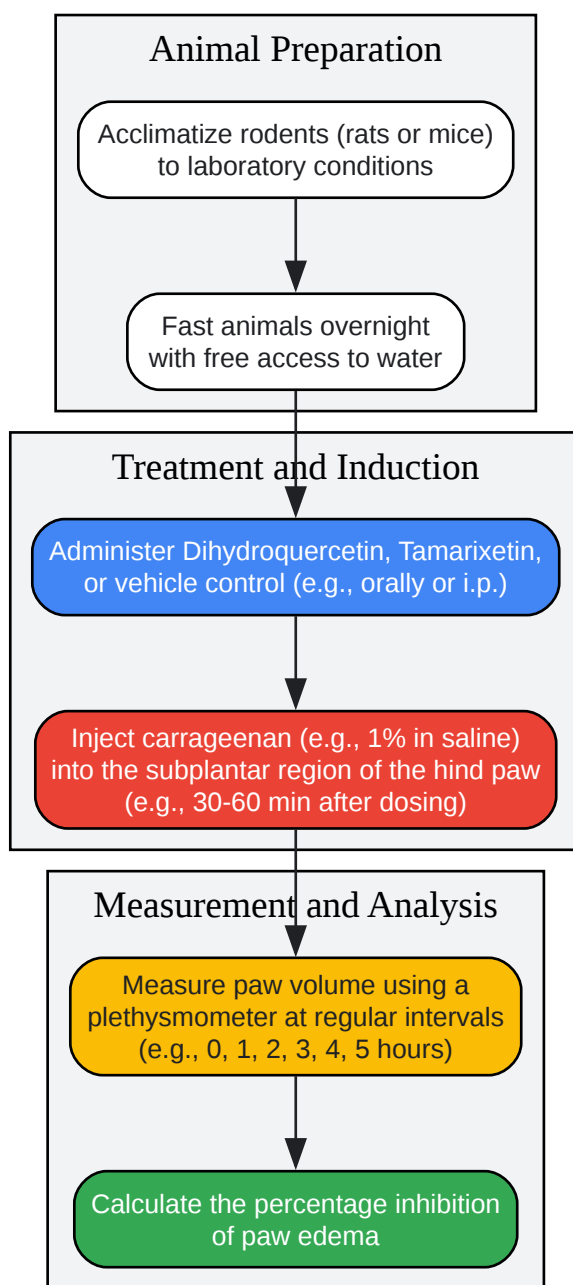 Animal Preparation
Acclimatize rodents (rats or mice)
to laboratory conditions
Fast animals overnight
with free access to water
Treatment and Induction
Administer Dihydroquercetin, Tamarixetin,
or vehicle control (e.g., orally or i.p.)
Inject carrageenan (e.g., 1% in saline)
into the subplantar region of the hind paw
(e.g., 30-60 min after dosing)
Measurement and Analysis
Measure paw volume using a
plethysmometer at regular intervals
(e.g., 0, 1, 2, 3, 4, 5 hours)
Calculate the percentage inhibition
of paw edema